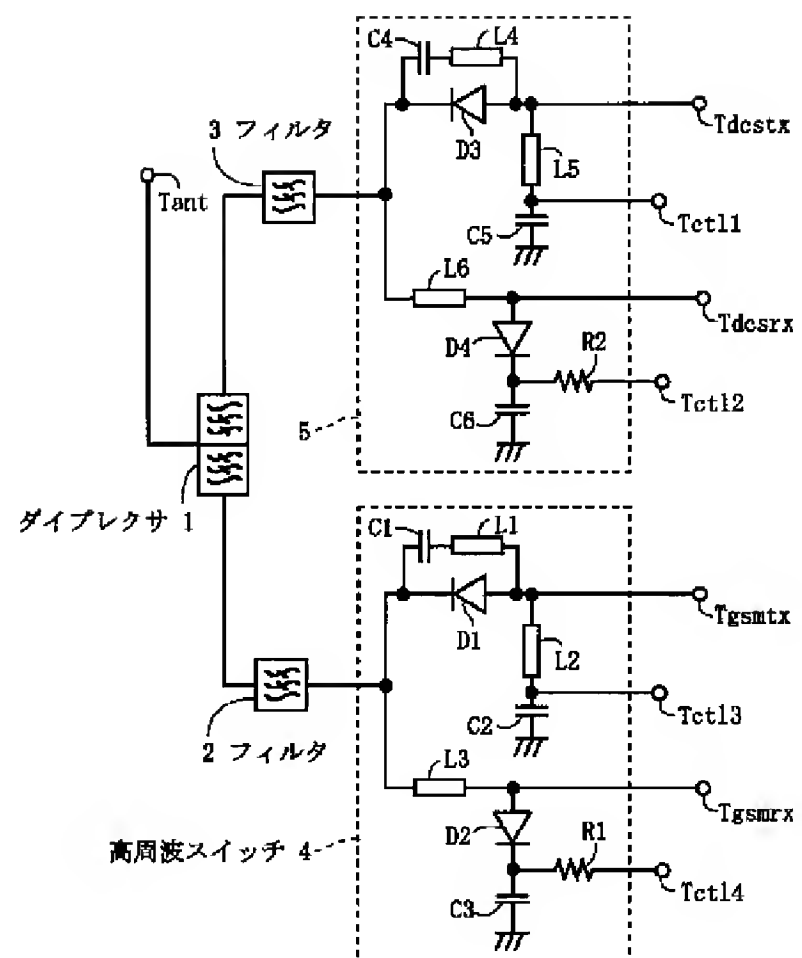 C4
L4
D3
Tdcstx
3 フィルタ
Tant
L5
Tctl1
C5
L6
Tdcsrx
D4
R2
Tctl2
C6
5
ダイプレクサ 1
C1
L1
Tgsmtx
D1
L2
C2
Tctl3
2 フィルタ
L3
Tgsmrx
D2
R1
高周波スイッチ 4
Tctl4
C3